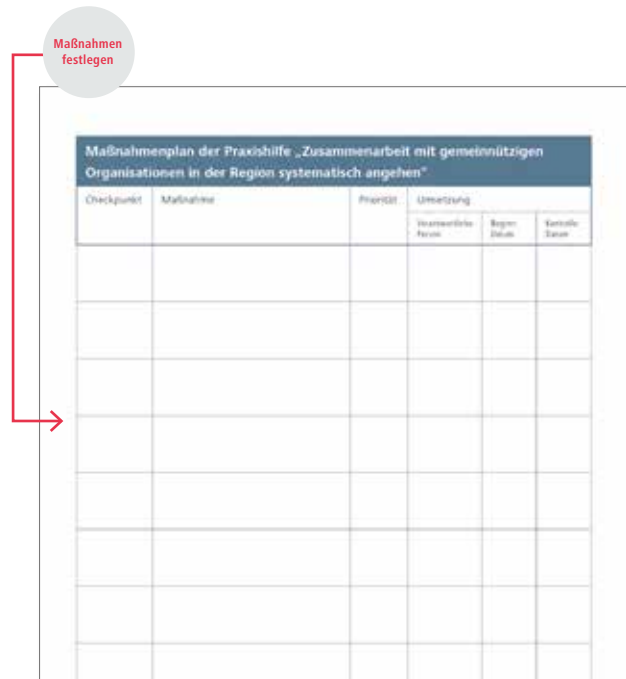 Maßnahmen
festlegen
Maßnahmenplan der Praxishilfe „Zusammenarbeit mit gemeinnützigen
Organisationen in der Region systematisch angehen“
Checkpunkt Maßnahme Priorität Umsetzung
Verantwortliche Beginn Kontrolle
Person Datum Datum